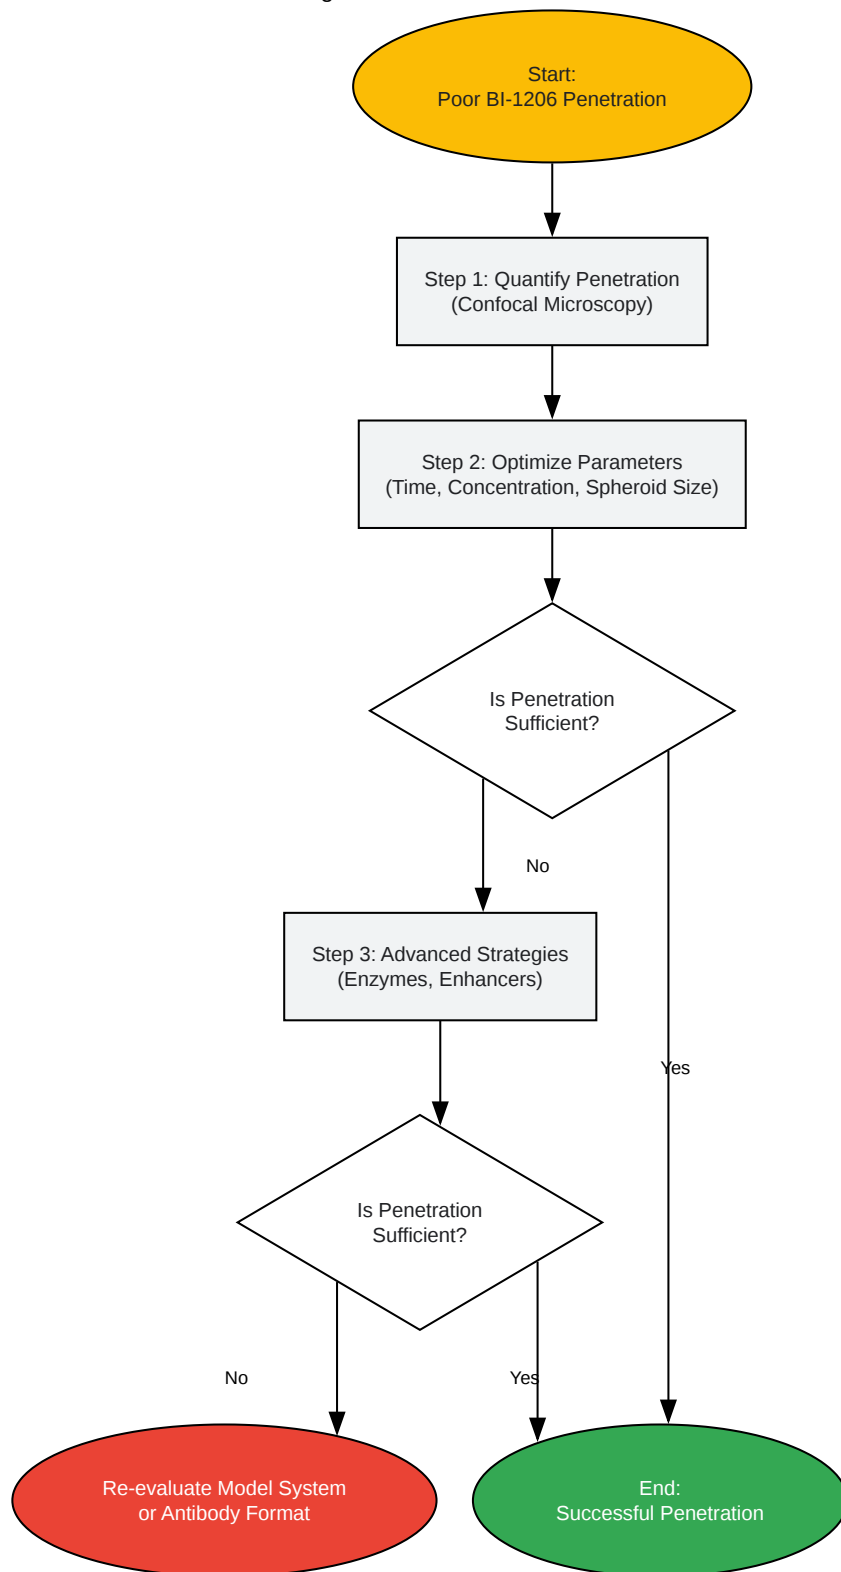 Start:
Poor BI-1206 Penetration
Step 1: Quantify Penetration
(Confocal Microscopy)
Step 2: Optimize Parameters
(Time, Concentration, Spheroid Size)
Is Penetration
Sufficient?
No
Step 3: Advanced Strategies
(Enzymes, Enhancers)
Yes
Is Penetration
Sufficient?
No
Yes
Re-evaluate Model System
or Antibody Format
End:
Successful Penetration